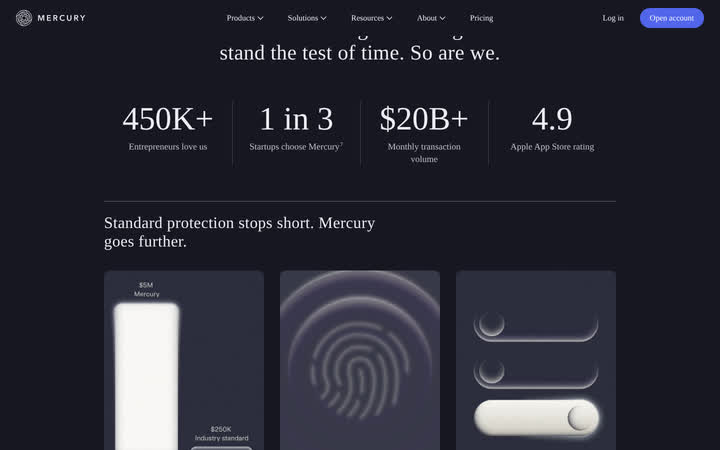 MERCURY
Products
Solutions
Resources
About
Pricing
Log in
Open account
stand the test of time. So are we.
450K+
Entrepreneurs love us
1 in 3
Startups choose Mercury⁷
$20B+
Monthly transaction
volume
4.9
Apple App Store rating
Standard protection stops short. Mercury
goes further.
$5M
Mercury
$250K
Industry standard